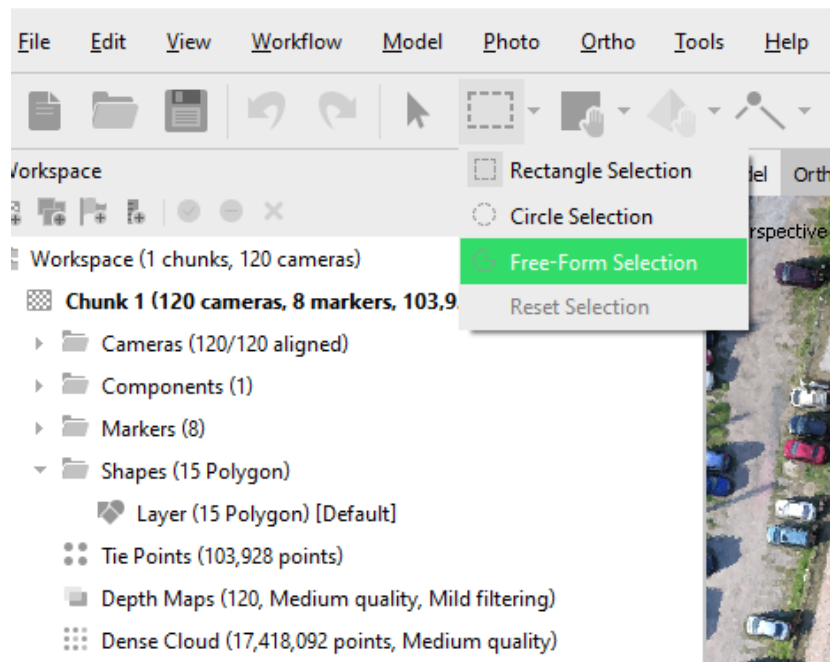 File Edit View Workflow Model Photo Ortho Tools Help
Workspace
Rectangle Selection
Circle Selection
Free-Form Selection
Reset Selection
del Orth
rspective
Workspace (1 chunks, 120 cameras)
Chunk 1 (120 cameras, 8 markers, 103,9
Cameras (120/120 aligned)
Components (1)
Markers (8)
Shapes (15 Polygon)
Layer (15 Polygon) [Default]
Tie Points (103,928 points)
Depth Maps (120, Medium quality, Mild filtering)
Dense Cloud (17,418,092 points, Medium quality)